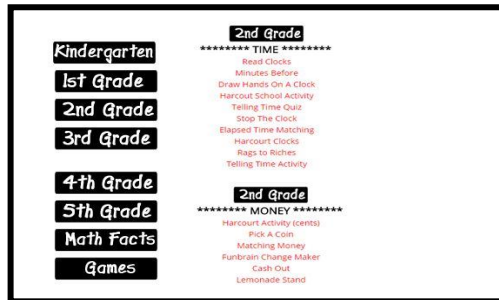 Kindergarten
1st Grade
2nd Grade
3rd Grade
4th Grade
5th Grade
Math Facts
Games
2nd Grade
******** TIME ********
Read Clocks
Minutes Before
Draw Hands On A Clock
Harcout School Activity
Telling Time Quiz
Stop The Clock
Elapsed Time Matching
Harcourt Clocks
Rags to Riches
Telling Time Activity
2nd Grade
******** MONEY ********
Harcourt Activity (cents)
Pick A Coin
Matching Money
Funbrain Change Maker
Cash Out
Lemonade Stand